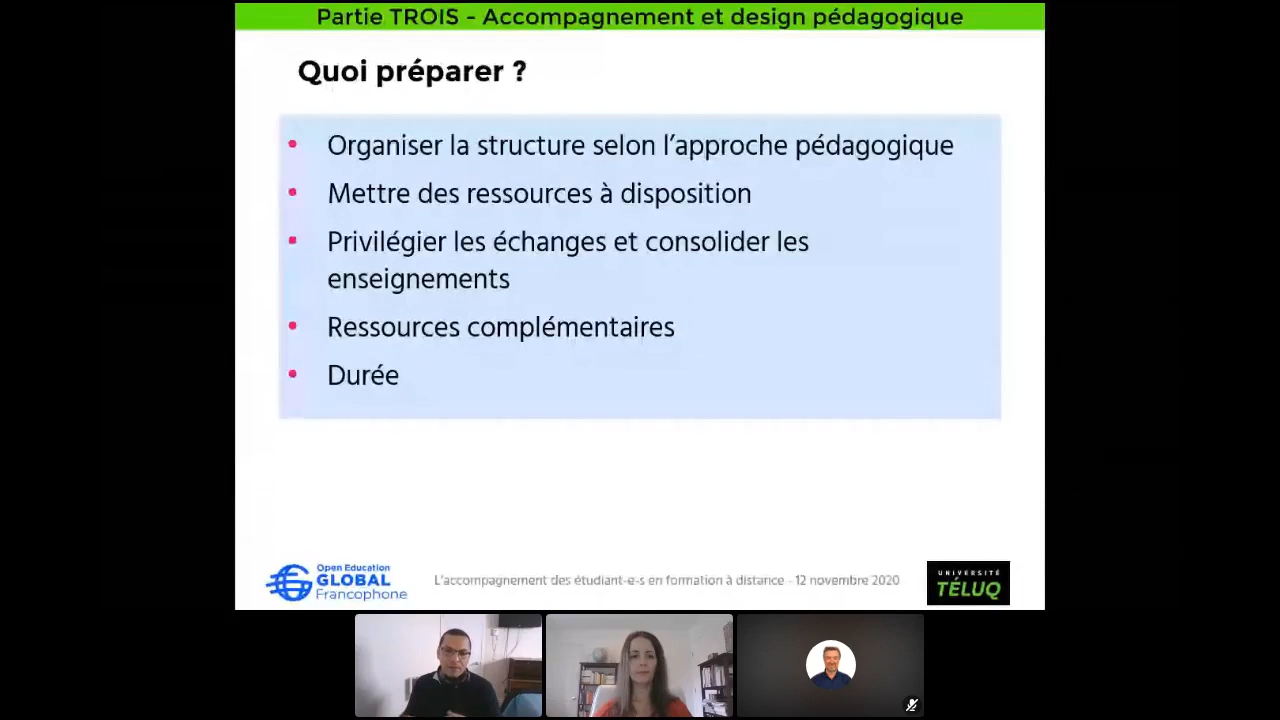 Partie TROIS - Accompagnement et design pédagogique
Quoi préparer ?
• Organiser la structure selon l'approche pédagogique
• Mettre des ressources à disposition
• Privilégier les échanges et consolider les
enseignements
• Ressources complémentaires
• Durée
Open Education
GLOBAL
Francophone
L'accompagnement des étudiant-e-s en formation à distance - 12 novembre 2020
UNIVERSITÉ
TÉLUQ